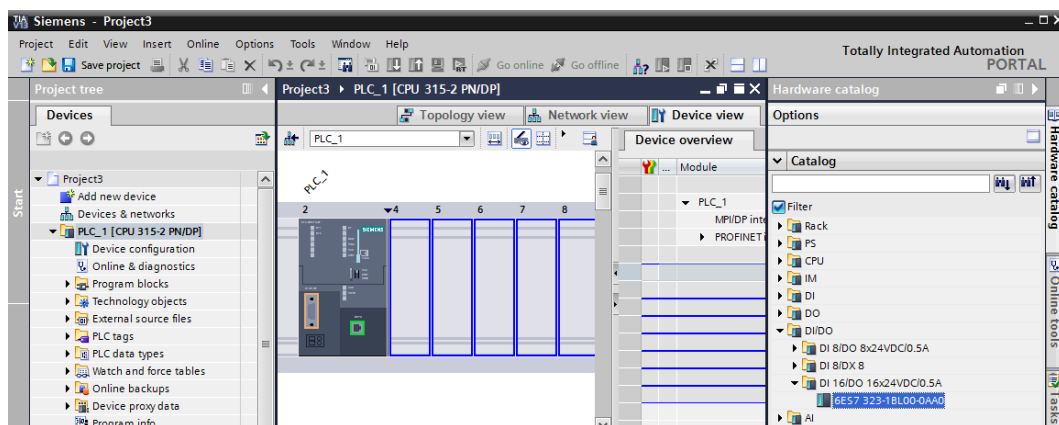 Siemens - Project3
Project Edit View Insert Online Options Tools Window Help
Save project Go online Go offline
Totally Integrated Automation
PORTAL
Start
Project tree
Devices
Project3
Add new device
Devices & networks
PLC_1 [CPU 315-2 PN/DP]
Device configuration
Online & diagnostics
Program blocks
Technology objects
External source files
PLC tags
PLC data types
Watch and force tables
Online backups
Device proxy data
Program info
Project3 PLC_1 [CPU 315-2 PN/DP]
Topology view Network view Device view
PLC_1
PLC_1
2 4 5 6 7 8
SIEMENS
Device overview
... Module
PLC_1
MPI/DP inte
PROFINET i
Hardware catalog
Options
Catalog
Filter
Rack
PS
CPU
IM
DI
DO
DI/DO
DI 8/DO 8x24VDC/0.5A
DI 8/DX 8
DI 16/DO 16x24VDC/0.5A
6ES7 323-1BL00-0AA0
AI
Hardware catalog
Online tools
Tasks